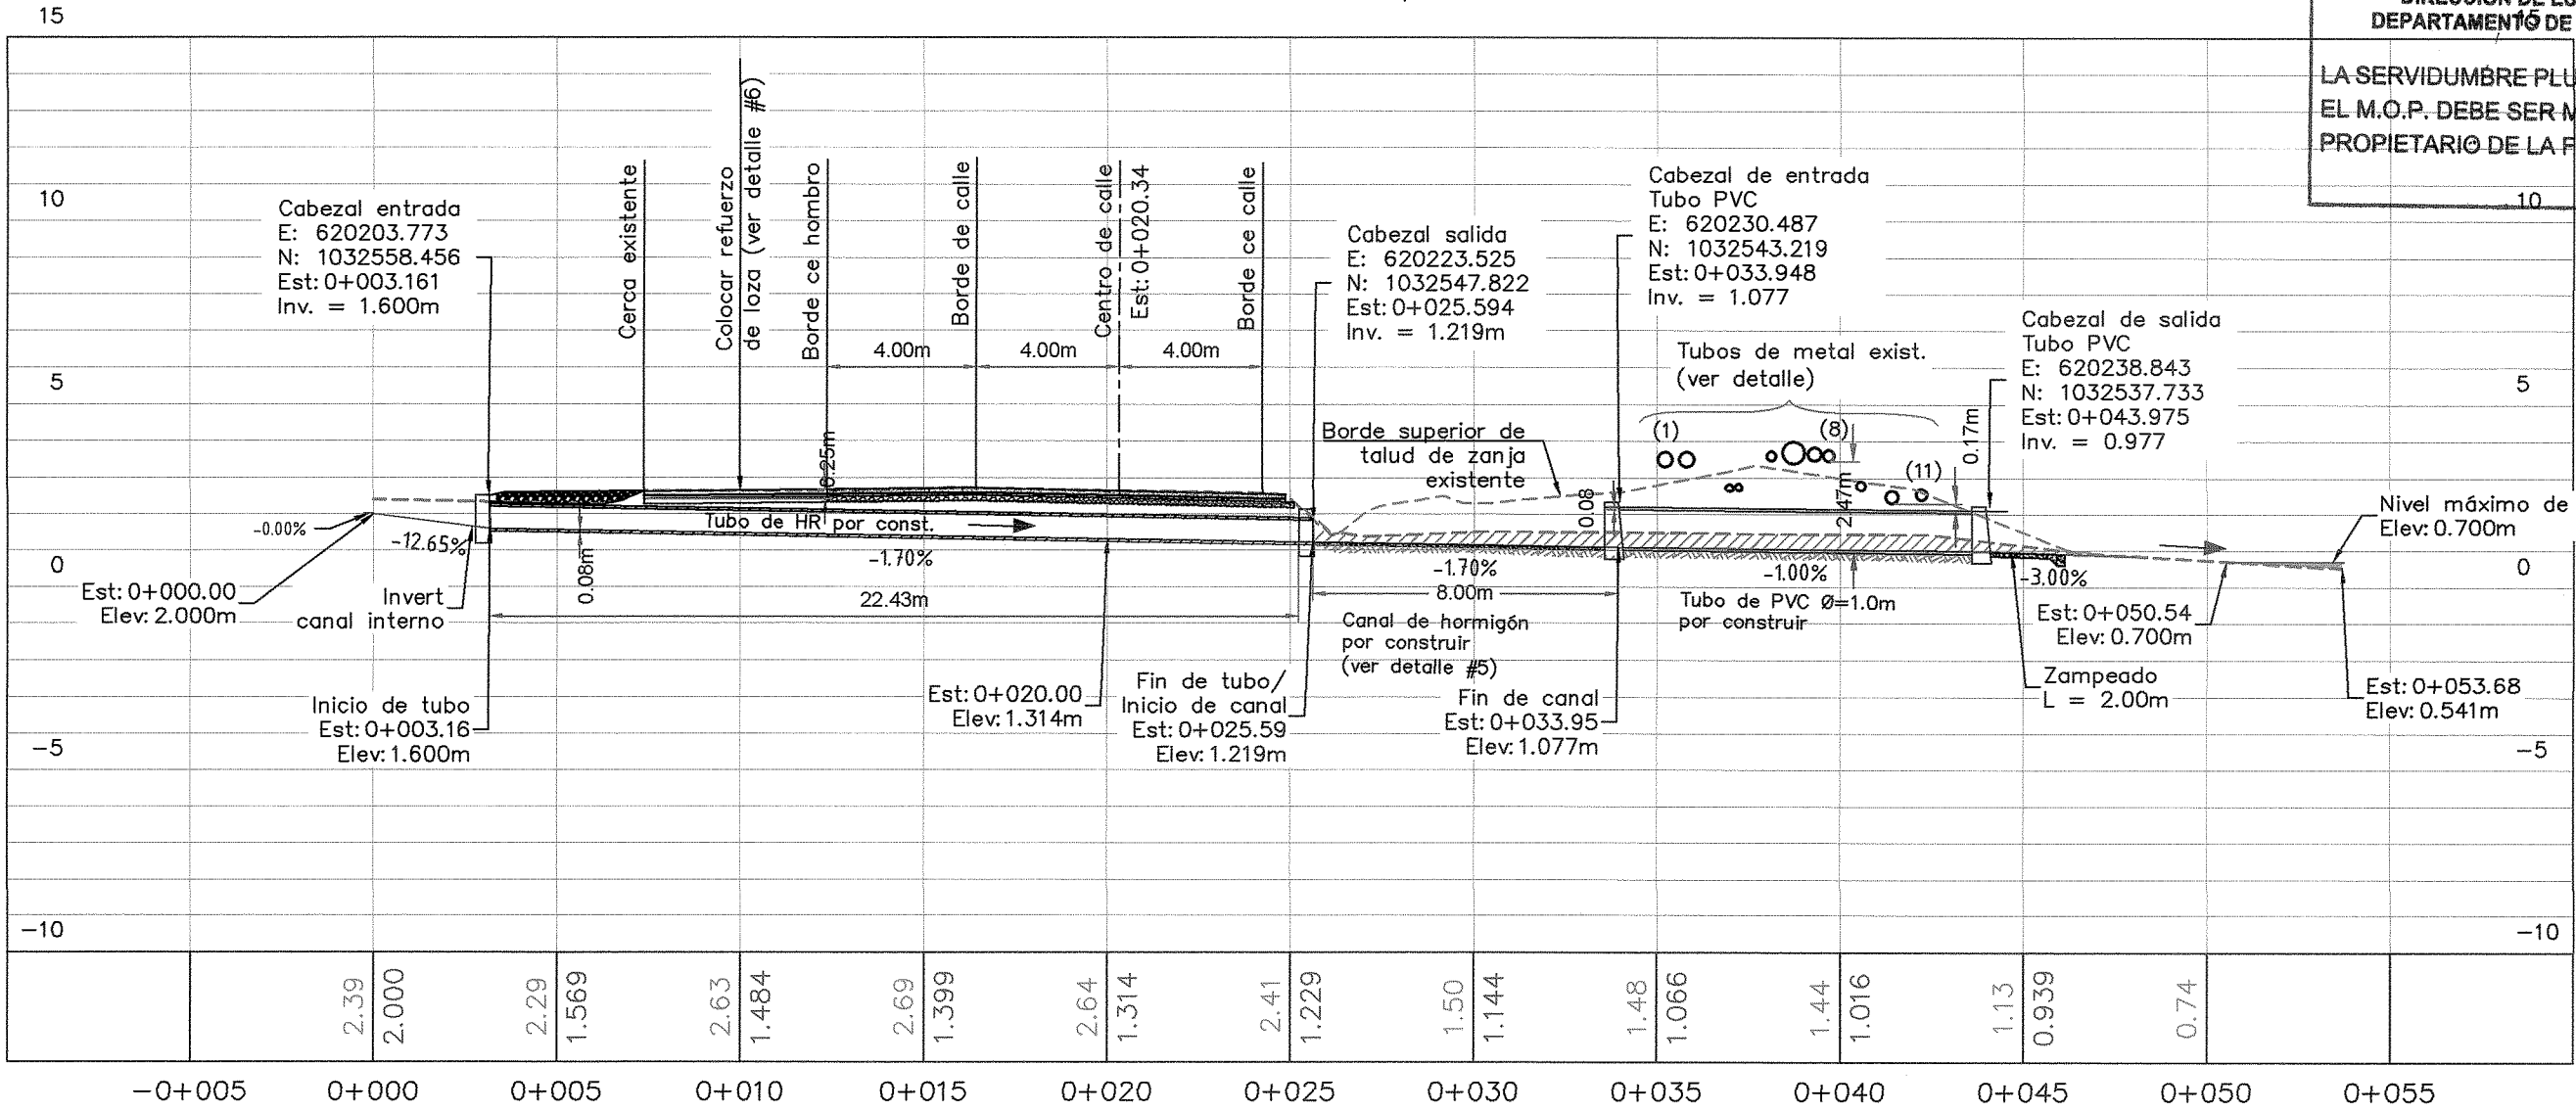 15
DEPARTAMENTO DE
15
LA SERVIDUMBRE PLU
EL M.O.P. DEBE SER M
PROPIETARIO DE LA F
10
10
5
5
0
0
-5
-5
-10
-10
Cabezal entrada
E: 620203.773
N: 1032558.456
Est: 0+003.161
Inv. = 1.600m
Cerca existente
Colocar refuerzo
de loza (ver detalle #6)
Borde ce hombro
Borde de calle
Centro de calle
Est: 0+020.34
Borde ce calle
4.00m
4.00m
4.00m
Cabezal salida
E: 620223.525
N: 1032547.822
Est: 0+025.594
Inv. = 1.219m
Cabezal de entrada
Tubo PVC
E: 620230.487
N: 1032543.219
Est: 0+033.948
Inv. = 1.077
Tubos de metal exist.
(ver detalle)
(1)
(8)
(11)
Cabezal de salida
Tubo PVC
E: 620238.843
N: 1032537.733
Est: 0+043.975
Inv. = 0.977
0.17m
2.47m
0.08
Borde superior de
talud de zanja
existente
Nivel máximo de
Elev: 0.700m
-0.00%
-12.65%
Est: 0+000.00
Elev: 2.000m
Invert
canal interno
0.08m
6.25m
Tubo de HR por const.
-1.70%
22.43m
-1.70%
8.00m
Canal de hormigón
por construir
(ver detalle #5)
-1.00%
Tubo de PVC Ø=1.0m
por construir
-3.00%
Est: 0+050.54
Elev: 0.700m
Zampeado
L = 2.00m
Est: 0+053.68
Elev: 0.541m
Inicio de tubo
Est: 0+003.16
Elev: 1.600m
Est: 0+020.00
Elev: 1.314m
Fin de tubo/
Inicio de canal
Est: 0+025.59
Elev: 1.219m
Fin de canal
Est: 0+033.95
Elev: 1.077m
2.39
2.000
2.29
1.569
2.63
1.484
2.69
1.399
2.64
1.314
2.41
1.229
1.50
1.144
1.48
1.066
1.44
1.016
1.13
0.939
0.74
-0+005
0+000
0+005
0+010
0+015
0+020
0+025
0+030
0+035
0+040
0+045
0+050
0+055